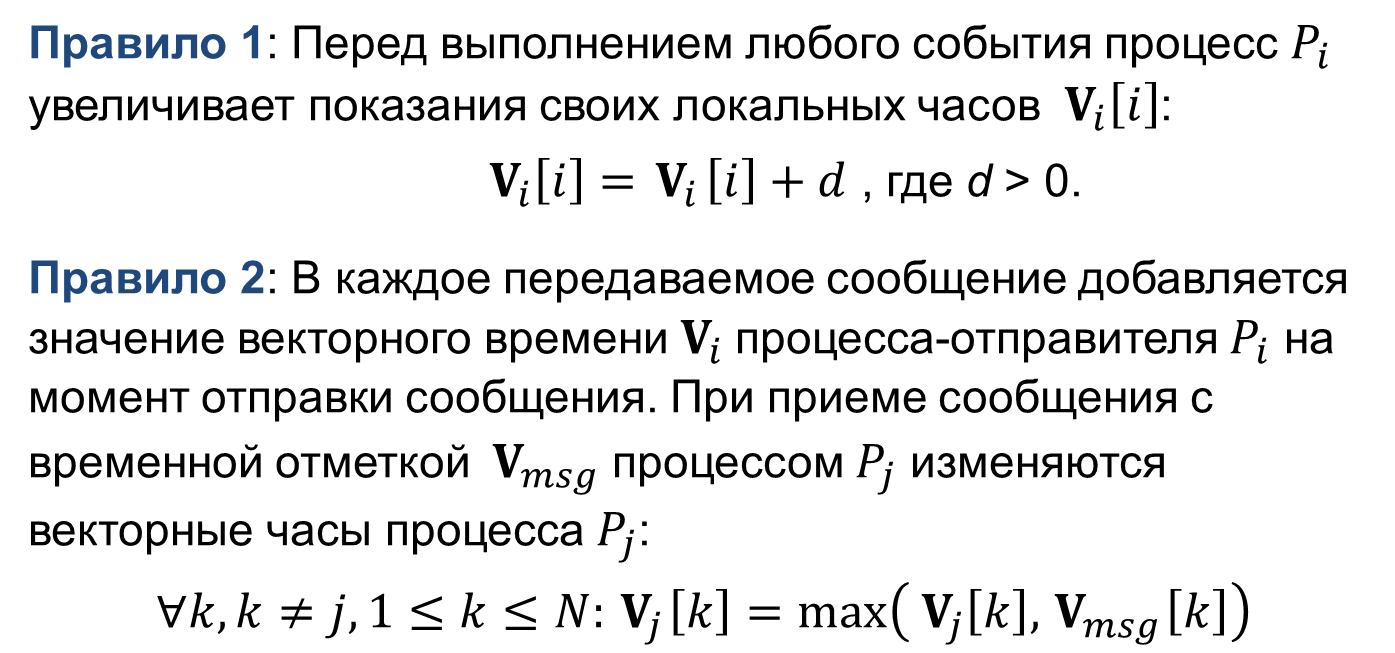 Правило 1: Перед выполнением любого события процесс 𝑃ᵢ
увеличивает показания своих локальных часов 𝐕ᵢ[𝑖]:
𝐕ᵢ[𝑖] = 𝐕ᵢ [𝑖] + 𝑑 , где d > 0.
Правило 2: В каждое передаваемое сообщение добавляется
значение векторного времени 𝐕ᵢ процесса-отправителя 𝑃ᵢ на
момент отправки сообщения. При приеме сообщения с
временной отметкой 𝐕ₘₛg процессом 𝑃ⱼ изменяются
векторные часы процесса 𝑃ⱼ:
∀𝑘, 𝑘 ≠ 𝑗, 1 ≤ 𝑘 ≤ 𝑁: 𝐕ⱼ [𝑘] = max( 𝐕ⱼ[𝑘], 𝐕ₘₛg [𝑘])